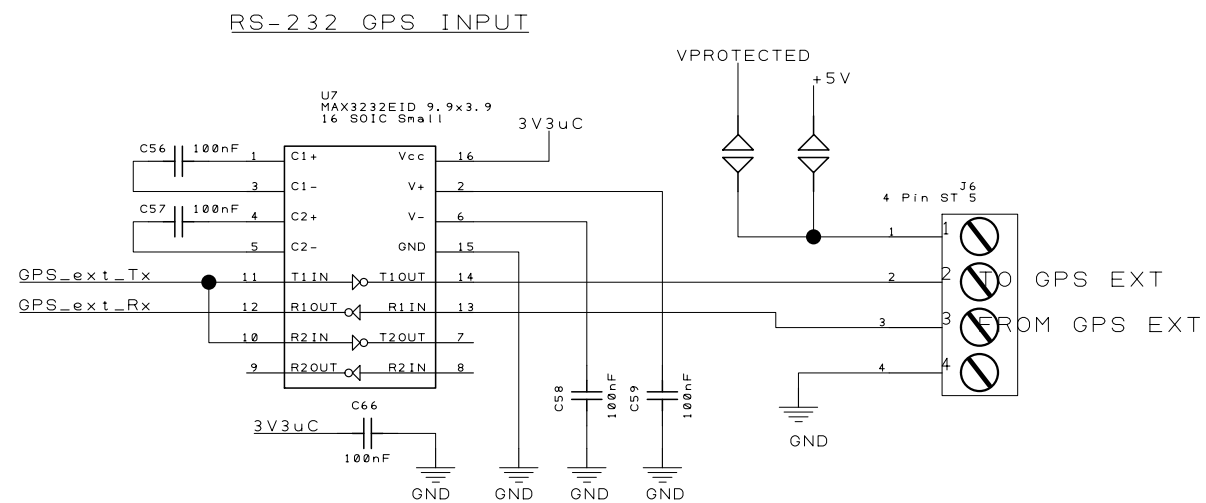 RS-232 GPS INPUT
VPROTECTED
+5V
U7
MAX3232EID 9.9x3.9
16 SOIC Small
3V3uC
C56 100nF 1 C1+ Vcc 16
3 C1- V+ 2
C57 100nF 4 C2+ V- 6
5 C2- GND 15
GPS_ext_Tx 11 T1IN T1OUT 14
GPS_ext_Rx 12 R1OUT R1IN 13
10 R2IN T2OUT 7
9 R2OUT R2IN 8
J6
4 Pin ST 5
1 1
2 2 TO GPS EXT
3 3 FROM GPS EXT
4 4
GND
C58 100nF
C59 100nF
C66
3V3uC
100nF
GND GND GND GND